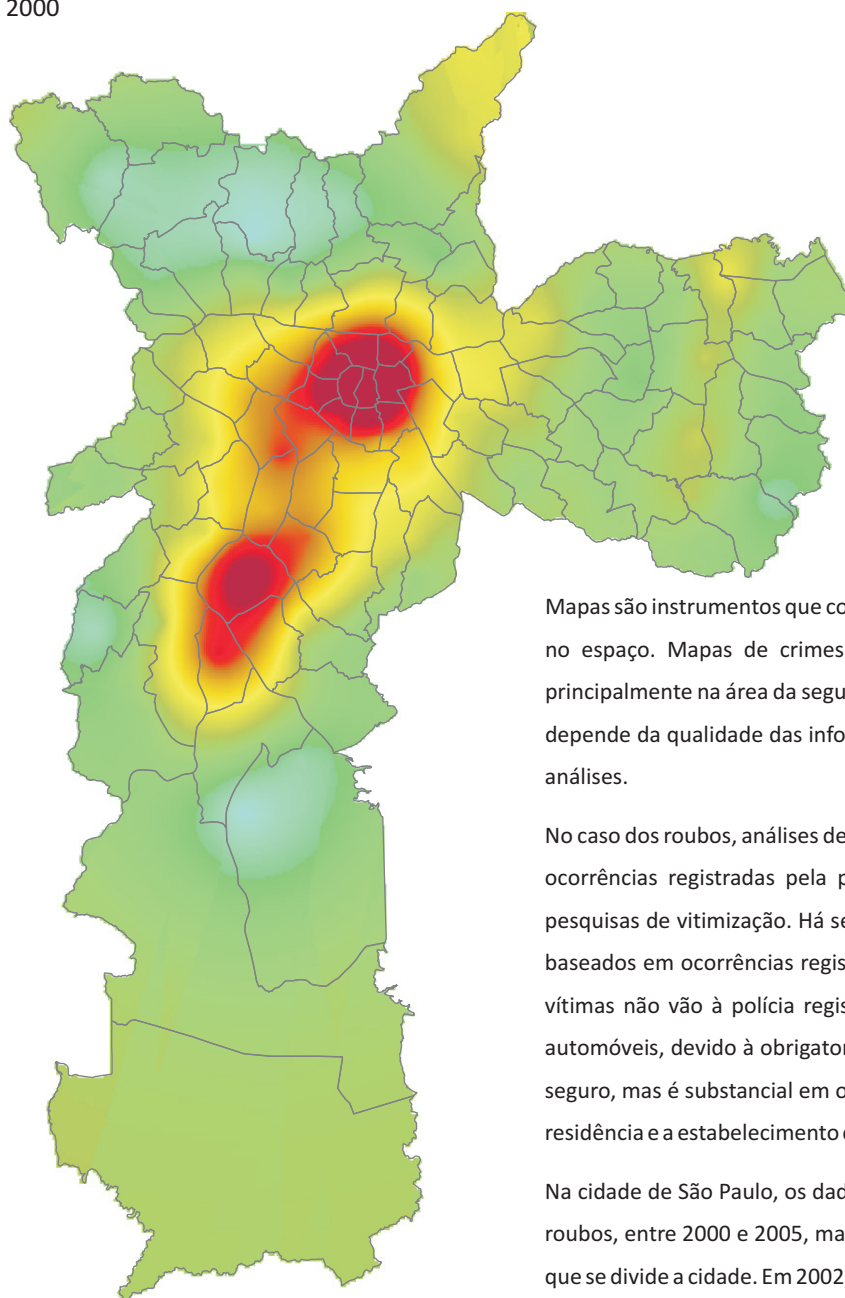 2000
Mapas são instrumentos que co
no espaço. Mapas de crimes
principalmente na área da segu
depende da qualidade das info
análises.
No caso dos roubos, análises de
ocorrências registradas pela p
pesquisas de vitimização. Há se
baseados em ocorrências regis
vítimas não vão à polícia regis
automóveis, devido à obrigator
seguro, mas é substancial em o
residência e a estabelecimento
Na cidade de São Paulo, os dad
roubos, entre 2000 e 2005, ma
que se divide a cidade. Em 2002